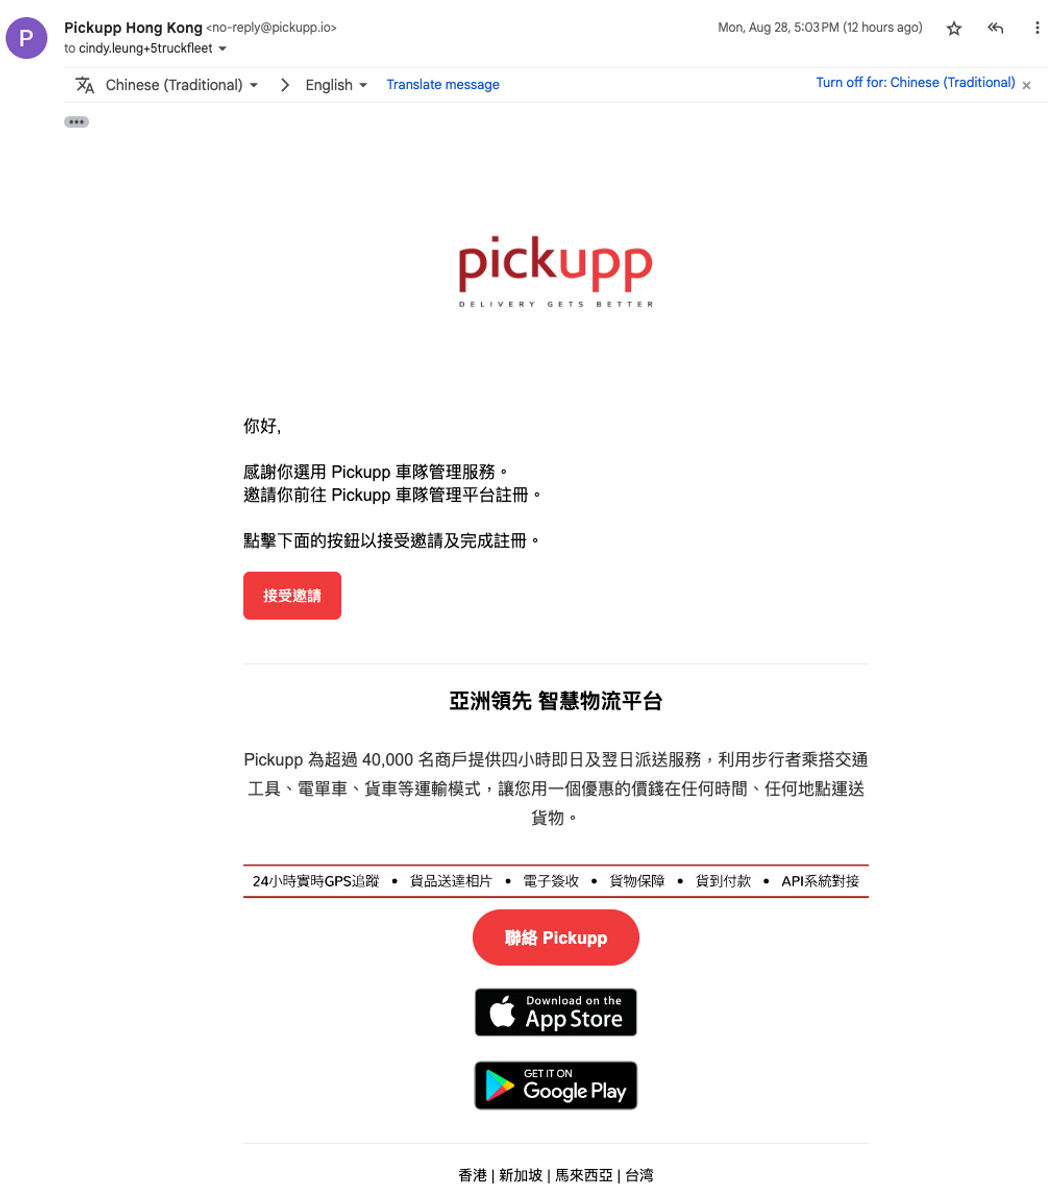 P
Pickupp Hong Kong <no-reply@pickupp.io>
Mon, Aug 28, 5:03 PM (12 hours ago)
to cindy.leung+5truckfleet
Chinese (Traditional) > English Translate message
Turn off for: Chinese (Traditional) ×
pickupp
DELIVERY GETS BETTER
你好,
感謝你選用 Pickupp 車隊管理服務。
邀請你前往 Pickupp 車隊管理平台註冊。
點擊下面的按鈕以接受邀請及完成註冊。
接受邀請
亞洲領先 智慧物流平台
Pickupp 為超過 40,000 名商戶提供四小時即日及翌日派送服務，利用步行者乘搭交通
工具、電單車、貨車等運輸模式，讓您用一個優惠的價錢在任何時間、任何地點運送
貨物。
24小時實時GPS追蹤 • 貨品送達相片 • 電子簽收 • 貨物保障 • 貨到付款 • API系統對接
聯絡 Pickupp
Download on the
App Store
GET IT ON
Google Play
香港 | 新加坡 | 馬來西亞 | 台湾